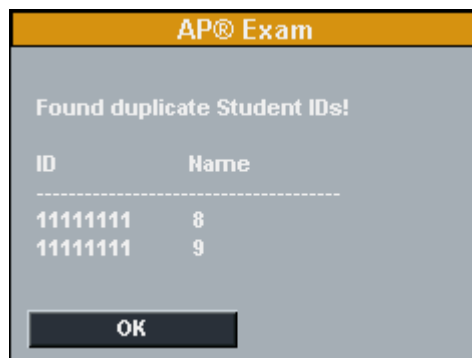 AP® Exam
Found duplicate Student IDs!
ID Name
--------------------------------------
11111111 8
11111111 9
OK